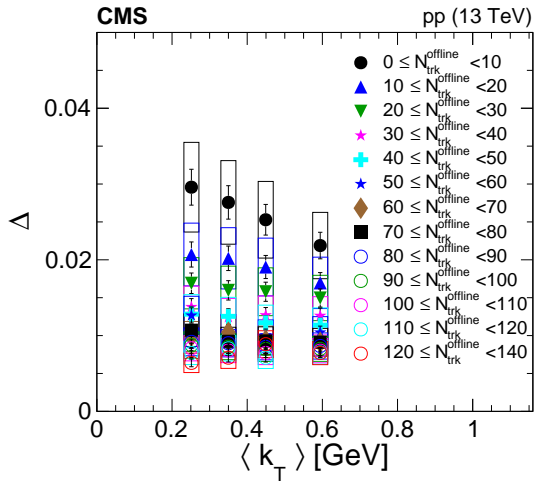 CMS pp (13 TeV)
0 ≤ N_trk^offline <10
10 ≤ N_trk^offline <20
20 ≤ N_trk^offline <30
30 ≤ N_trk^offline <40
40 ≤ N_trk^offline <50
50 ≤ N_trk^offline <60
60 ≤ N_trk^offline <70
70 ≤ N_trk^offline <80
80 ≤ N_trk^offline <90
90 ≤ N_trk^offline <100
100 ≤ N_trk^offline <110
110 ≤ N_trk^offline <120
120 ≤ N_trk^offline <140
Δ
0.04
0.02
0
0 0.2 0.4 0.6 0.8 1
⟨ k_T ⟩ [GeV]